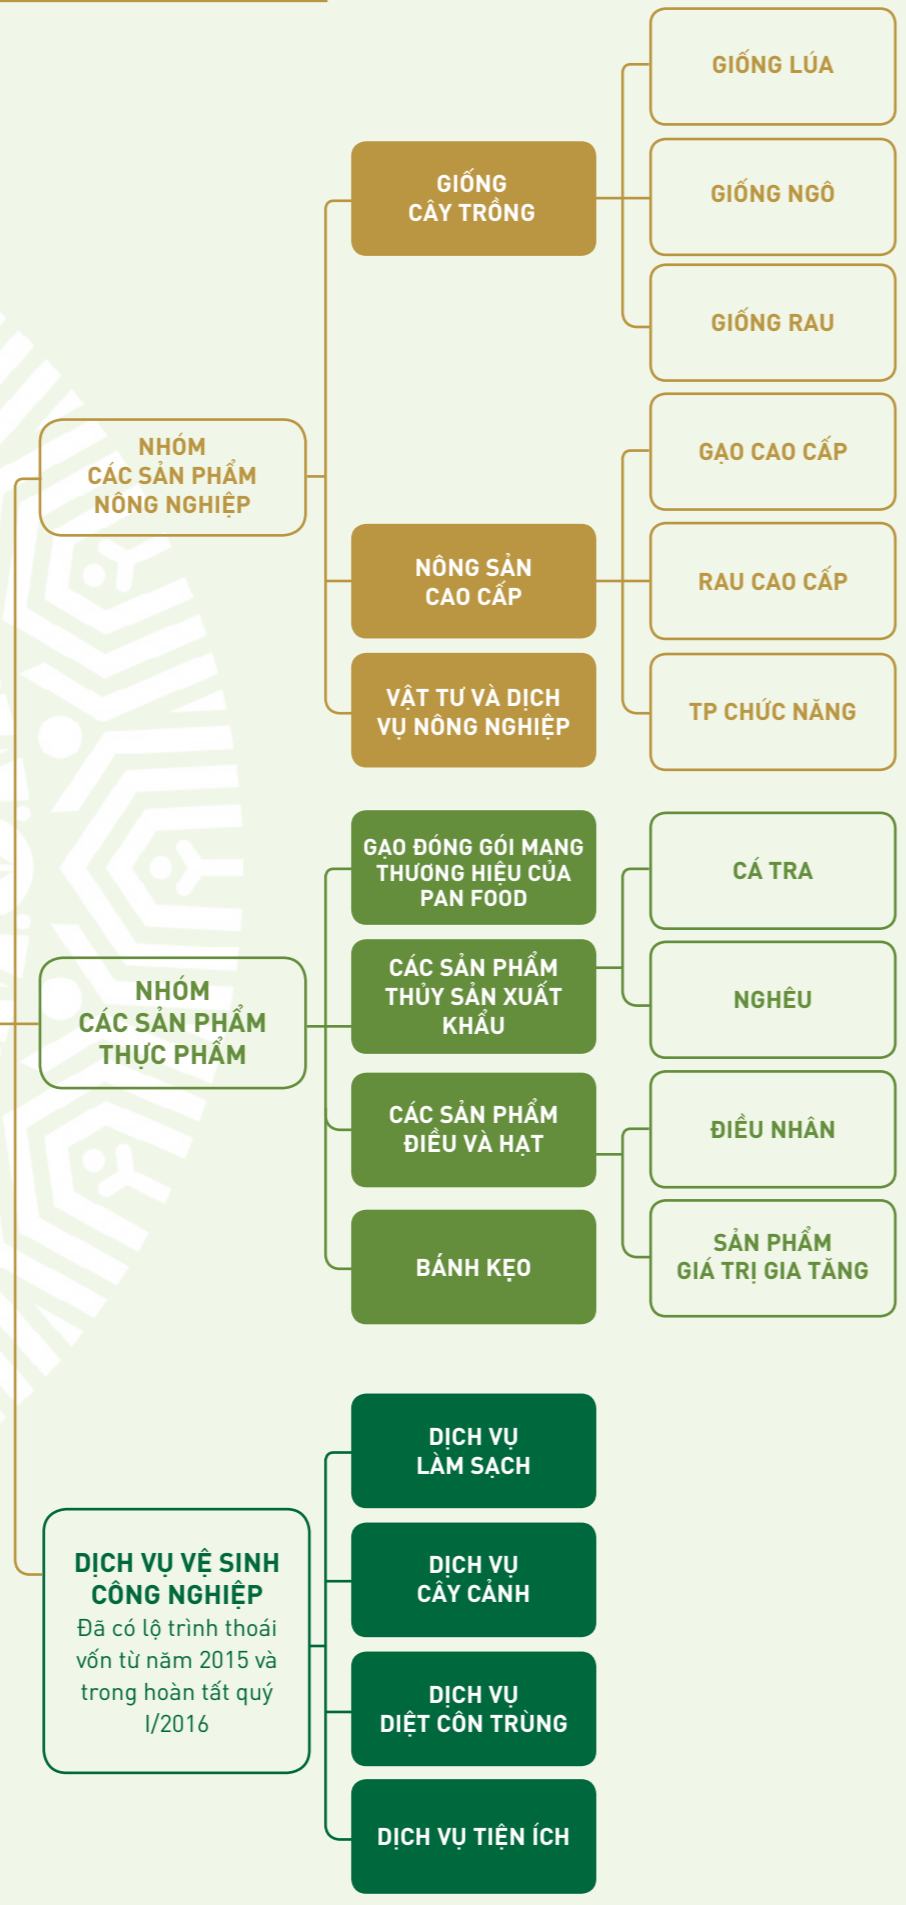 NHÓM
CÁC SẢN PHẨM
NÔNG NGHIỆP
GIỐNG
CÂY TRỒNG
GIỐNG LÚA
GIỐNG NGÔ
GIỐNG RAU
NÔNG SẢN
CAO CẤP
GẠO CAO CẤP
RAU CAO CẤP
TP CHỨC NĂNG
VẬT TƯ VÀ DỊCH
VỤ NÔNG NGHIỆP
NHÓM
CÁC SẢN PHẨM
THỰC PHẨM
GẠO ĐÓNG GÓI MANG
THƯƠNG HIỆU CỦA
PAN FOOD
CÁC SẢN PHẨM
THỦY SẢN XUẤT
KHẨU
CÁ TRA
NGHÊU
CÁC SẢN PHẨM
ĐIỀU VÀ HẠT
ĐIỀU NHÂN
SẢN PHẨM
GIÁ TRỊ GIA TĂNG
BÁNH KẸO
DỊCH VỤ VỆ SINH
CÔNG NGHIỆP
Đã có lộ trình thoái
vốn từ năm 2015 và
trong hoàn tất quý
I/2016
DỊCH VỤ
LÀM SẠCH
DỊCH VỤ
CÂY CẢNH
DỊCH VỤ
DIỆT CÔN TRÙNG
DỊCH VỤ TIỆN ÍCH